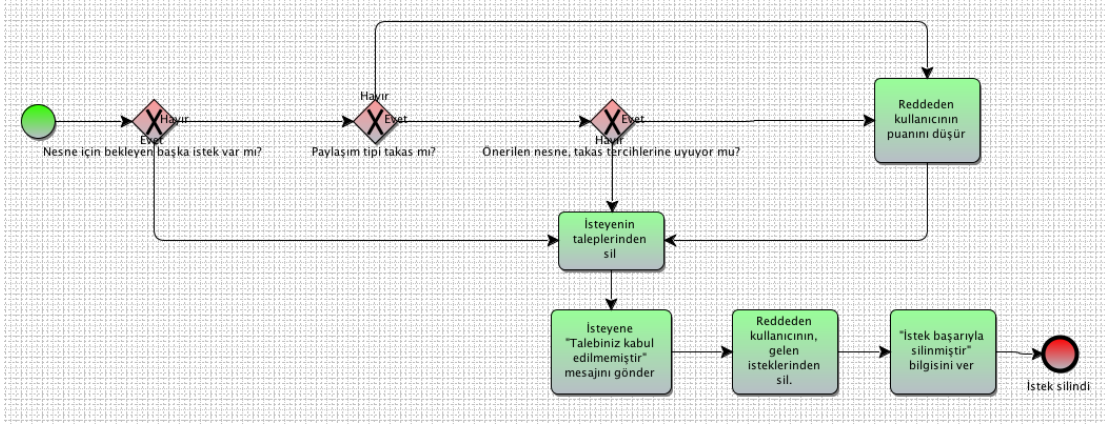 Hayır
Reddeden
kullanıcının
puanını düşür
Hayır
Evet
Nesne için bekleyen başka istek var mı?
Evet
Paylaşım tipi takas mı?
Evet
Hayır
Önerilen nesne, takas tercihlerine uyuyor mu?
İsteyenin
taleplerinden
sil
İsteyene
"Talebiniz kabul
edilmemiştir"
mesajını gönder
Reddeden
kullanıcının,
gelen
isteklerinden
sil.
"İstek başarıyla
silinmiştir"
bilgisini ver
İstek silindi